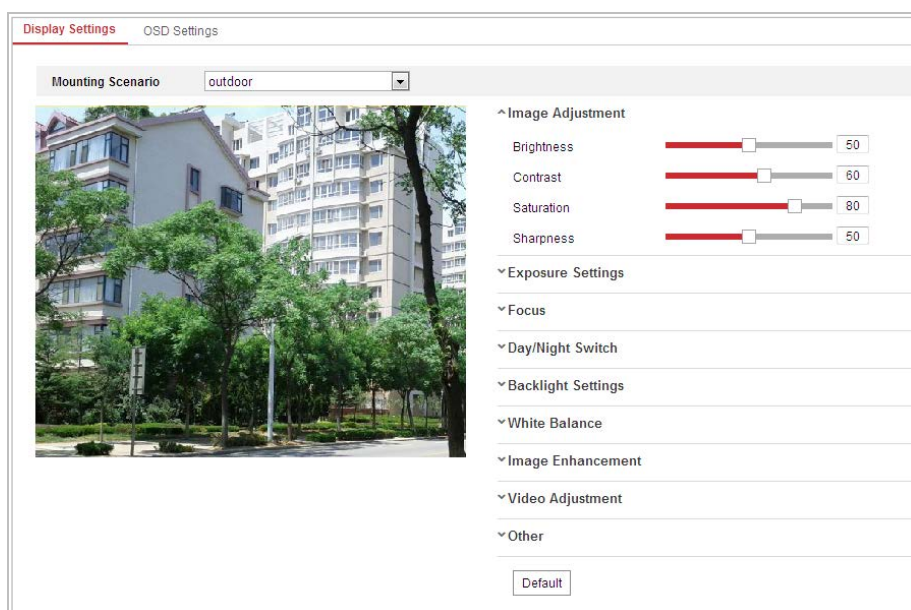 Display Settings OSD Settings
Mounting Scenario outdoor
Image Adjustment
Brightness 50
Contrast 60
Saturation 80
Sharpness 50
Exposure Settings
Focus
Day/Night Switch
Backlight Settings
White Balance
Image Enhancement
Video Adjustment
Other
Default